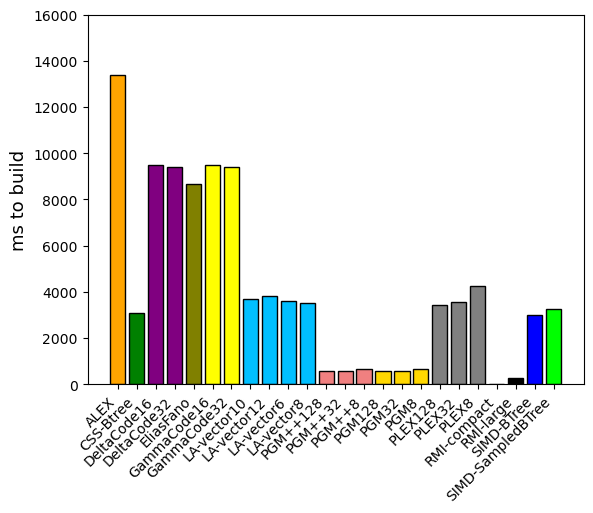 16000
14000
12000
10000
8000
6000
4000
2000
0
ms to build
ALEX
CSS-Btree
DeltaCode16
DeltaCode32
EliasFano
GammaCode16
GammaCode32
LA-vector10
LA-vector12
LA-vector6
LA-vector8
PGM++128
PGM++32
PGM++8
PGM128
PGM32
PGM8
PLEX128
PLEX32
PLEX8
RMI-compact
RMI-large
SIMD-BTree
SIMD-SampledBTree